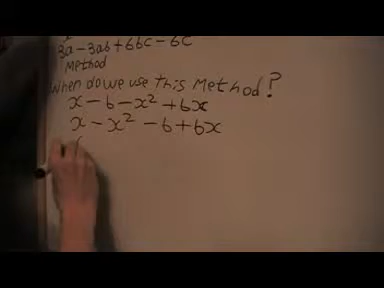 3a - 3ab + 6bc - 6c
Method
When do we use this Method?
x - 6 - x² + 6x
x - x² - 6 + 6x
(